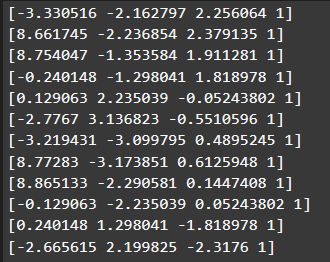 [-3.330516 -2.162797 2.256064 1]
[8.661745 -2.236854 2.379135 1]
[8.754047 -1.353584 1.911281 1]
[-0.240148 -1.298041 1.818978 1]
[0.129063 2.235039 -0.05243802 1]
[-2.7767 3.136823 -0.5510596 1]
[-3.219431 -3.099795 0.4895245 1]
[8.77283 -3.173851 0.6125948 1]
[8.865133 -2.290581 0.1447408 1]
[-0.129063 -2.235039 0.05243802 1]
[0.240148 1.298041 -1.818978 1]
[-2.665615 2.199825 -2.3176 1]